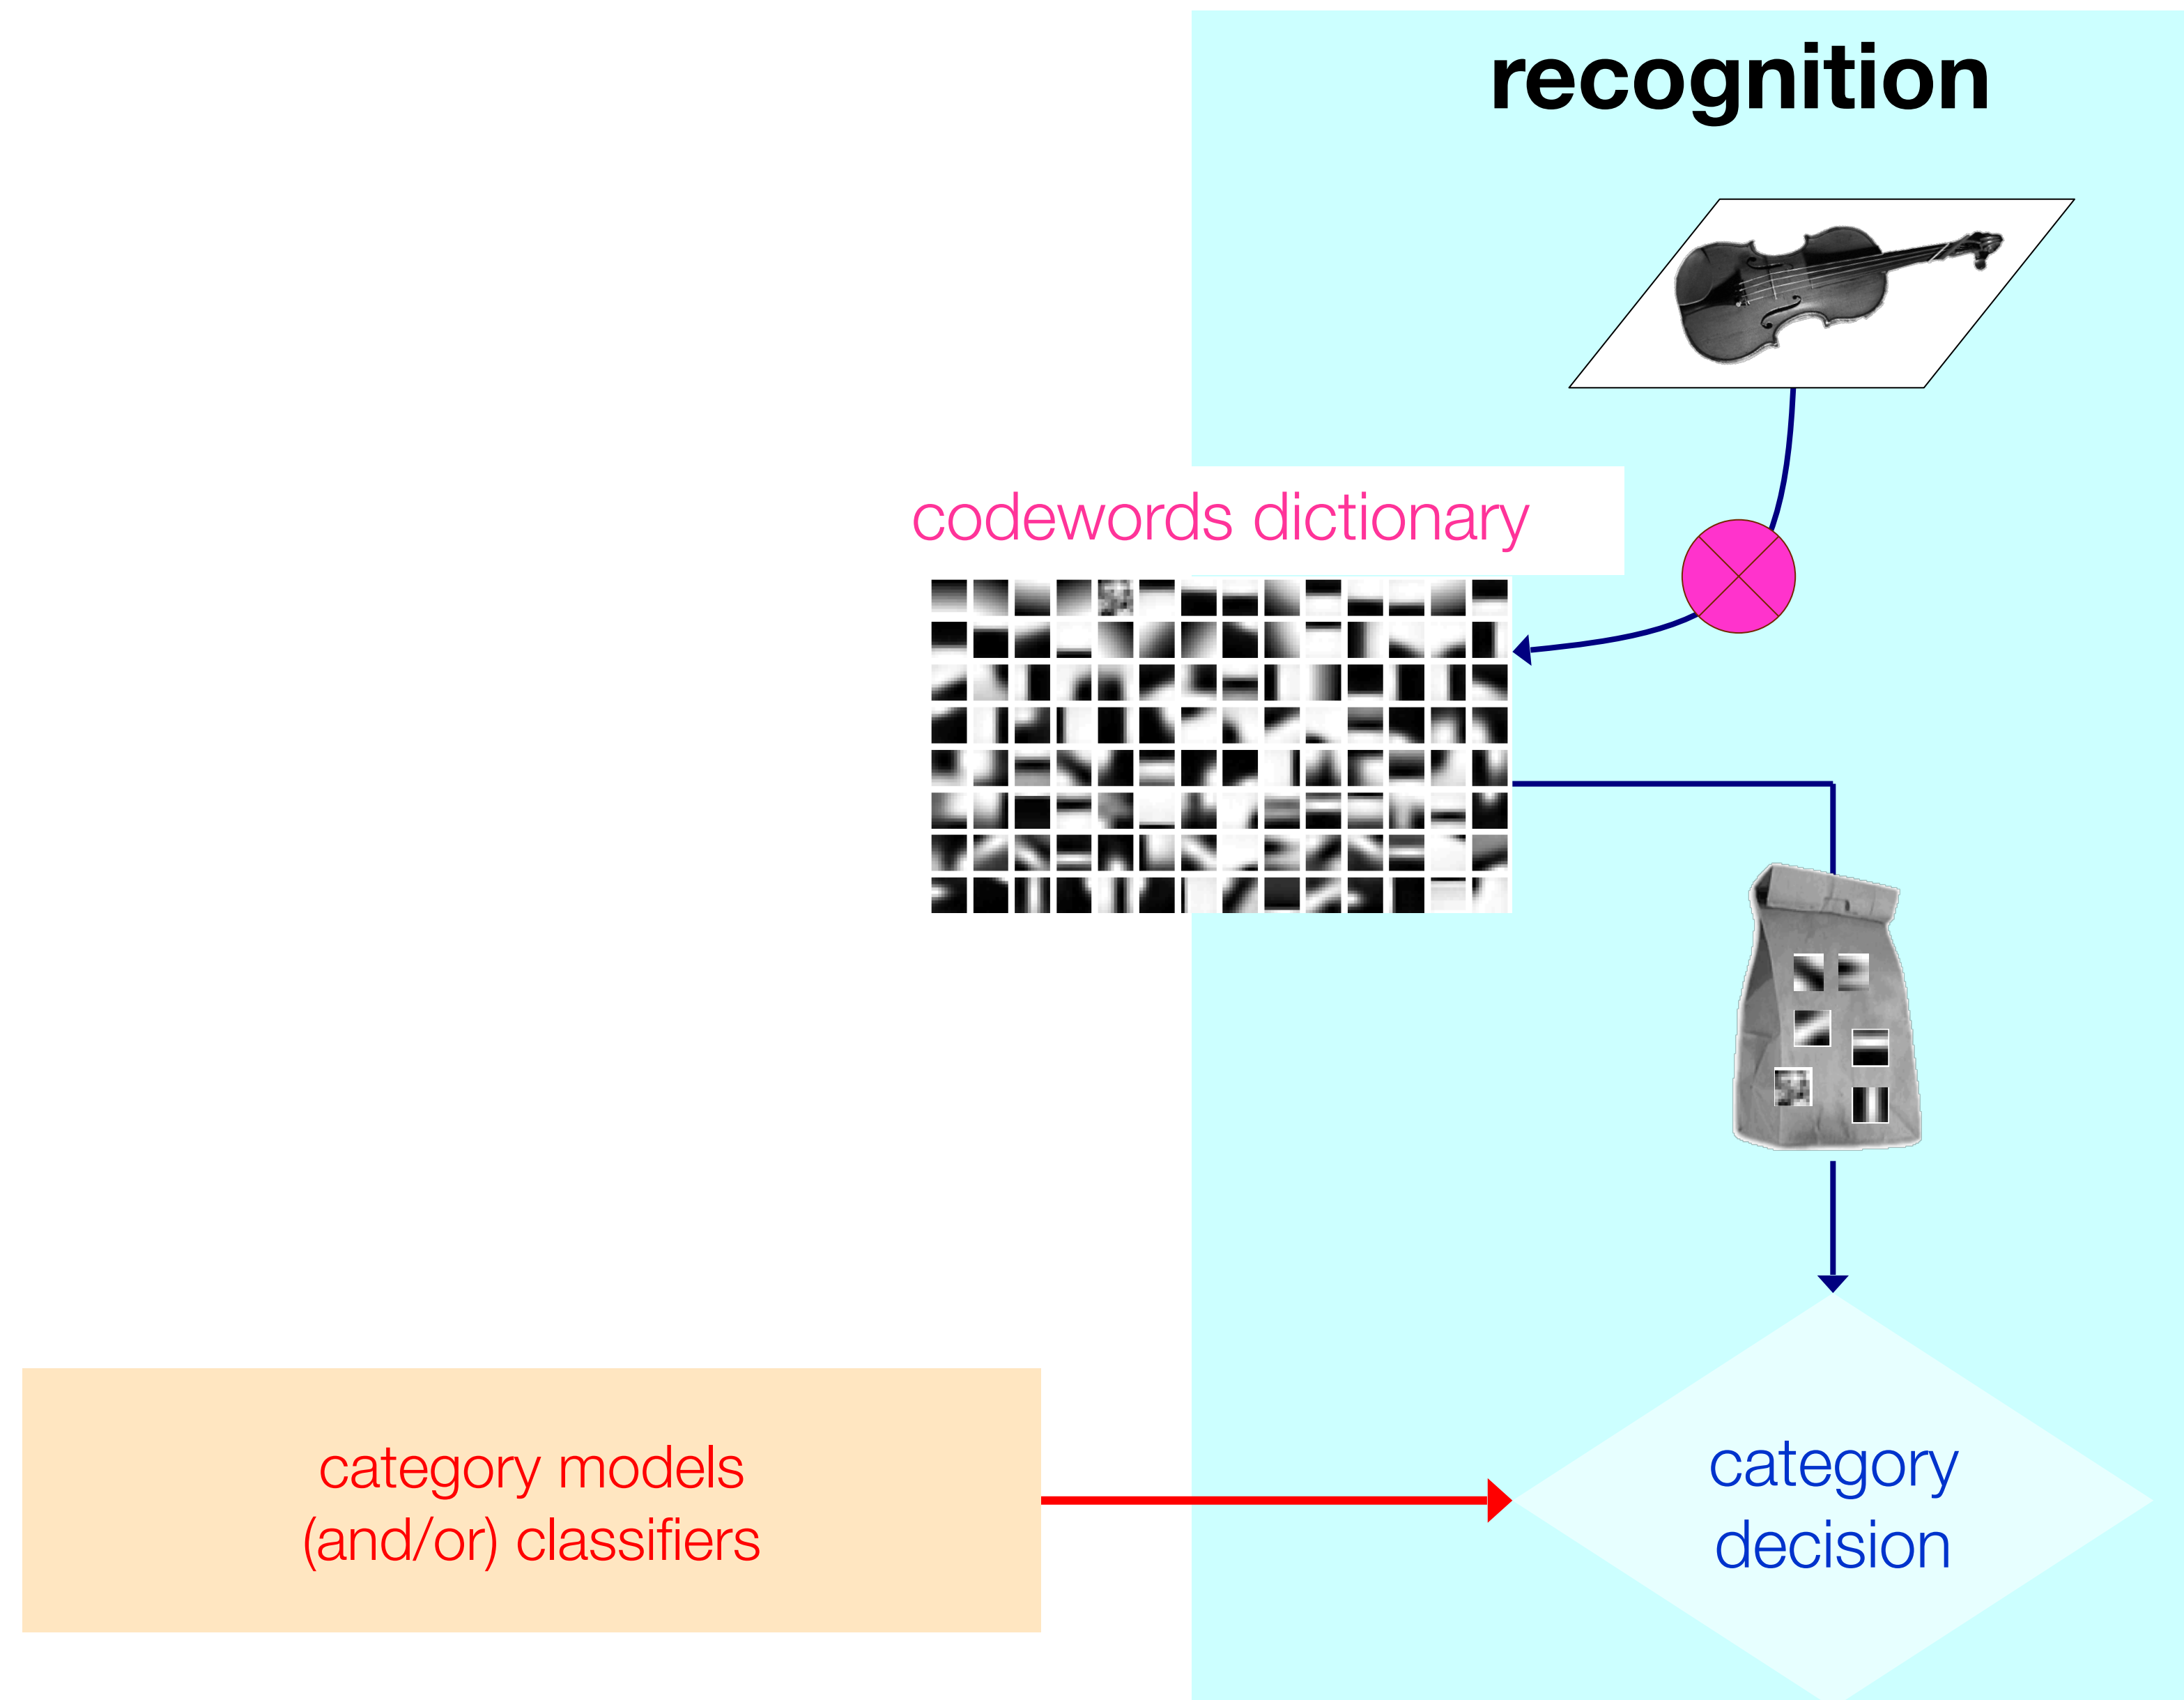 recognition
codewords dictionary
category models
(and/or) classifiers
category
decision